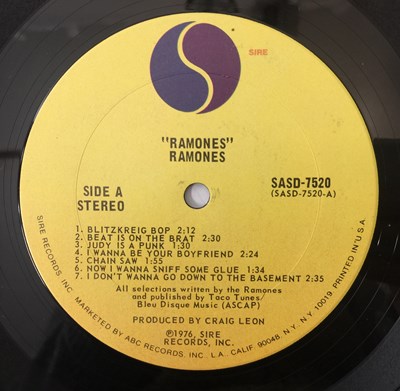 SIRE
"RAMONES"
RAMONES
SIDE A
STEREO
SASD-7520
(SASD-7520-A)
1. BLITZKREIG BOP 2:12
2. BEAT IS ON THE BRAT 2:30
3. JUDY IS A PUNK 1:30
4. I WANNA BE YOUR BOYFRIEND 2:24
5. CHAIN SAW 1:55
6. NOW I WANNA SNIFF SOME GLUE 1:34
7. I DON'T WANNA GO DOWN TO THE BASEMENT 2:35
All selections written by the Ramones
and published by Taco Tunes/
Bleu Disque Music (ASCAP)
PRODUCED BY CRAIG LEON
℗1976, SIRE
RECORDS, INC.
SIRE RECORDS, INC. MARKETED BY ABC RECORDS, INC. L.A. CALIF. 90048, N.Y. N.Y. 10019 PRINTED IN U.S.A.